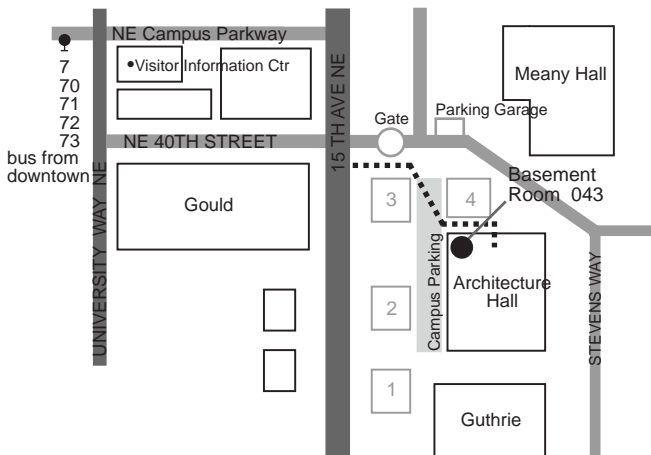 NE Campus Parkway
Visitor Information Ctr
7
70
71
72
73
bus from
downtown
UNIVERSITY WAY NE
NE 40TH STREET
15 TH AVE NE
Gate
Parking Garage
Meany Hall
Basement
Room 043
Gould
3
4
2
1
Campus Parking
Architecture
Hall
STEVENS WAY
Guthrie